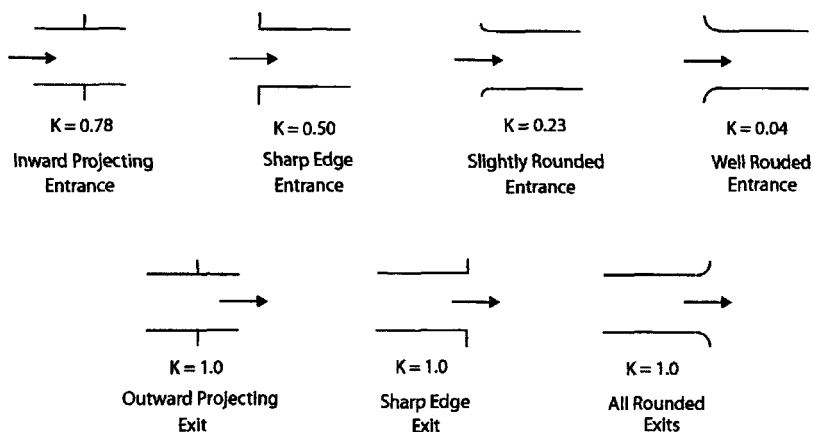 K = 0.78
Inward Projecting
Entrance
K = 0.50
Sharp Edge
Entrance
K = 0.23
Slightly Rounded
Entrance
K = 0.04
Well Rouded
Entrance
K = 1.0
Outward Projecting
Exit
K = 1.0
Sharp Edge
Exit
K = 1.0
All Rounded
Exits